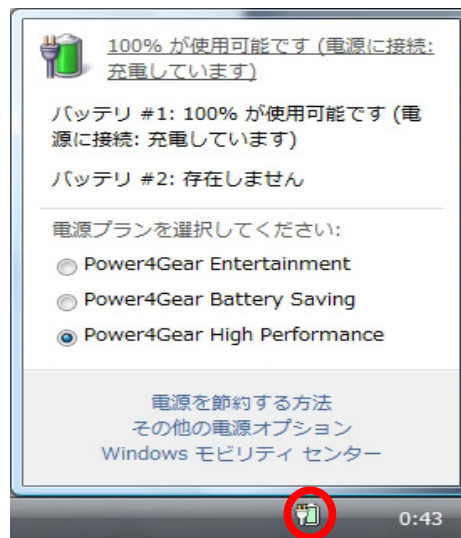 100% が使用可能です (電源に接続:
充電しています)
バッテリ #1: 100% が使用可能です (電
源に接続: 充電しています)
バッテリ #2: 存在しません
電源プランを選択してください:
Power4Gear Entertainment
Power4Gear Battery Saving
Power4Gear High Performance
電源を節約する方法
その他の電源オプション
Windows モビリティ センター
0:43